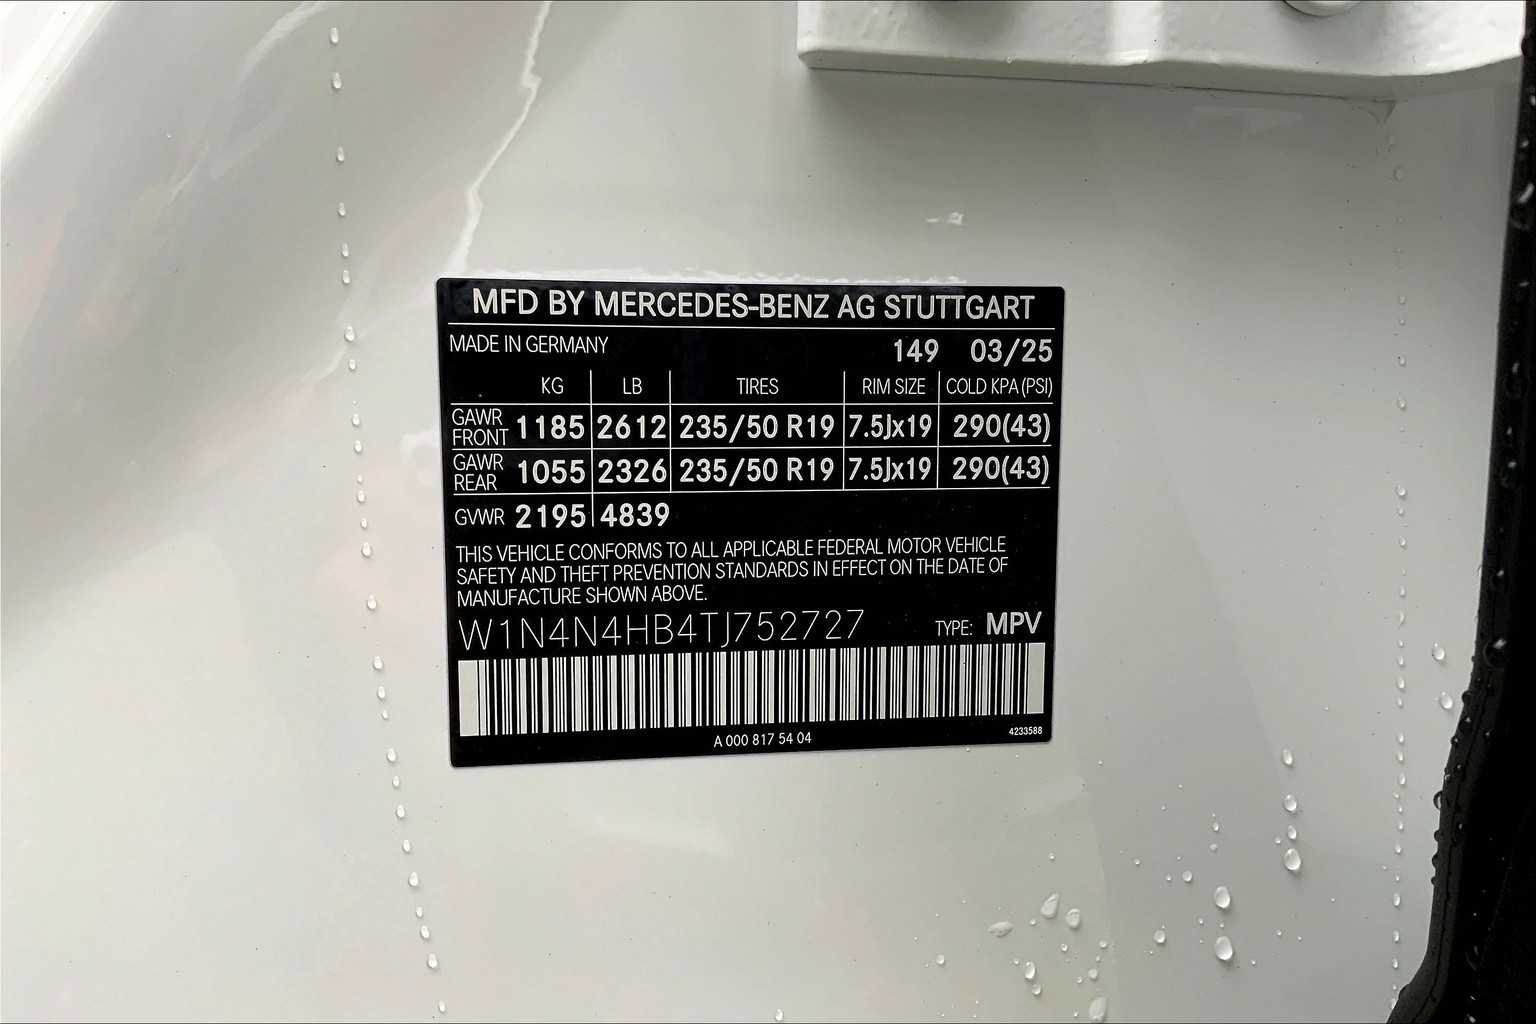 MFD BY MERCEDES-BENZ AG STUTTGART
MADE IN GERMANY 149 03/25
KG LB TIRES RIM SIZE COLD KPA (PSI)
GAWR FRONT 1185 2612 235/50 R19 7.5Jx19 290(43)
GAWR REAR 1055 2326 235/50 R19 7.5Jx19 290(43)
GVWR 2195 4839
THIS VEHICLE CONFORMS TO ALL APPLICABLE FEDERAL MOTOR VEHICLE
SAFETY AND THEFT PREVENTION STANDARDS IN EFFECT ON THE DATE OF
MANUFACTURE SHOWN ABOVE.
W1N4N4HB4TJ752727 TYPE: MPV
A 000 817 54 04 4233588